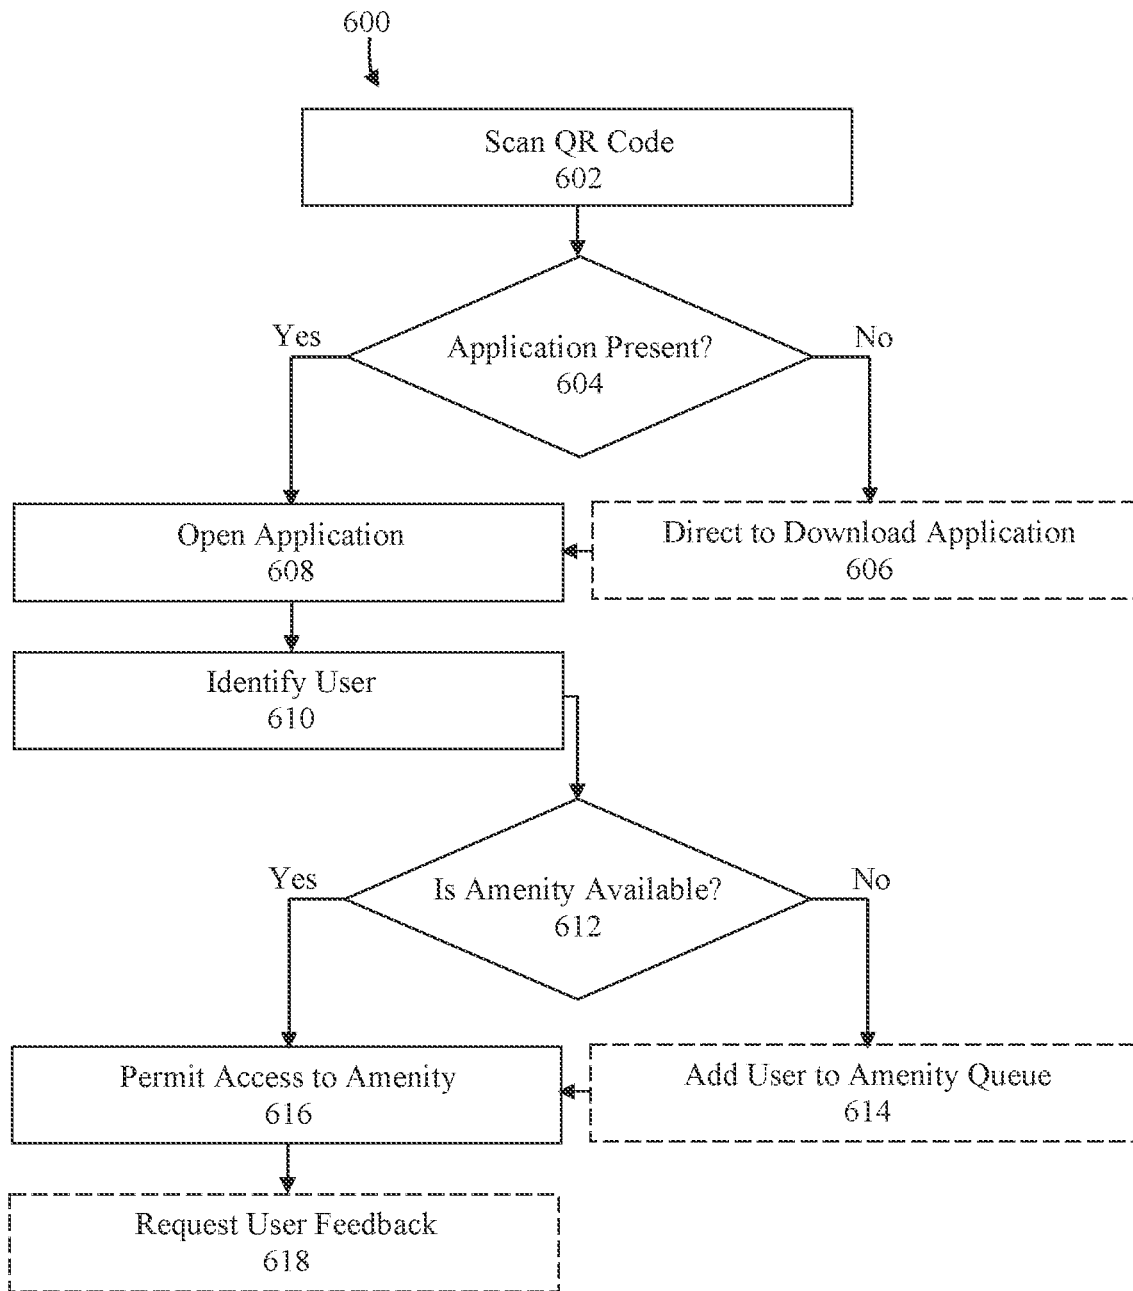 600
Scan QR Code
602
Yes
No
Application Present?
604
Open Application
608
Direct to Download Application
606
Identify User
610
Yes
No
Is Amenity Available?
612
Permit Access to Amenity
616
Add User to Amenity Queue
614
Request User Feedback
618